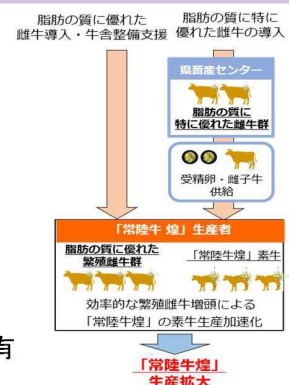 脂肪の質に優れた
雌牛導入・牛舎整備支援
脂肪の質に特に
優れた雌牛の導入
県畜産センター
脂肪の質に
特に優れた雌牛群
受精卵・雌子牛
供給
「常陸牛 煌」生産者
脂肪の質に優れた
繁殖雌牛群
「常陸牛煌」素牛
効率的な繁殖雌牛増頭による
「常陸牛煌」の素牛生産加速化
有
「常陸牛煌」
生産拡大